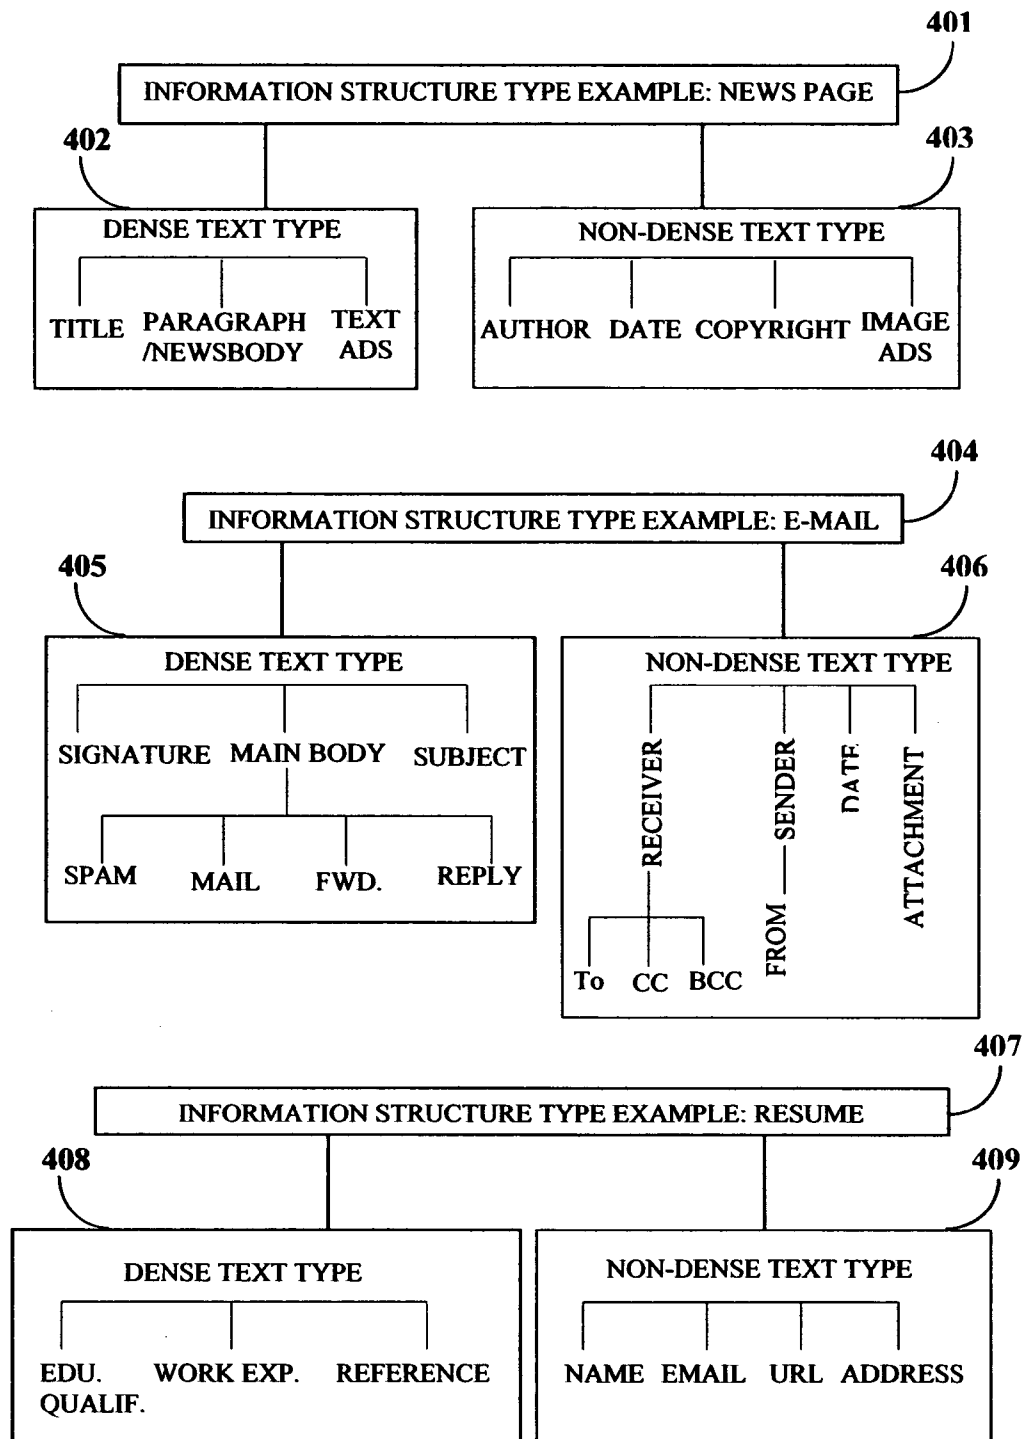 401
INFORMATION STRUCTURE TYPE EXAMPLE: NEWS PAGE
402
403
DENSE TEXT TYPE
TITLE
PARAGRAPH
/NEWSBODY
TEXT
ADS
NON-DENSE TEXT TYPE
AUTHOR
DATE
COPYRIGHT
IMAGE
ADS
404
INFORMATION STRUCTURE TYPE EXAMPLE: E-MAIL
405
406
DENSE TEXT TYPE
SIGNATURE
MAIN BODY
SUBJECT
SPAM
MAIL
FWD.
REPLY
NON-DENSE TEXT TYPE
RECEIVER
SENDER
DATE
ATTACHMENT
FROM
To
CC
BCC
407
INFORMATION STRUCTURE TYPE EXAMPLE: RESUME
408
409
DENSE TEXT TYPE
EDU.
QUALIF.
WORK EXP.
REFERENCE
NON-DENSE TEXT TYPE
NAME
EMAIL
URL
ADDRESS